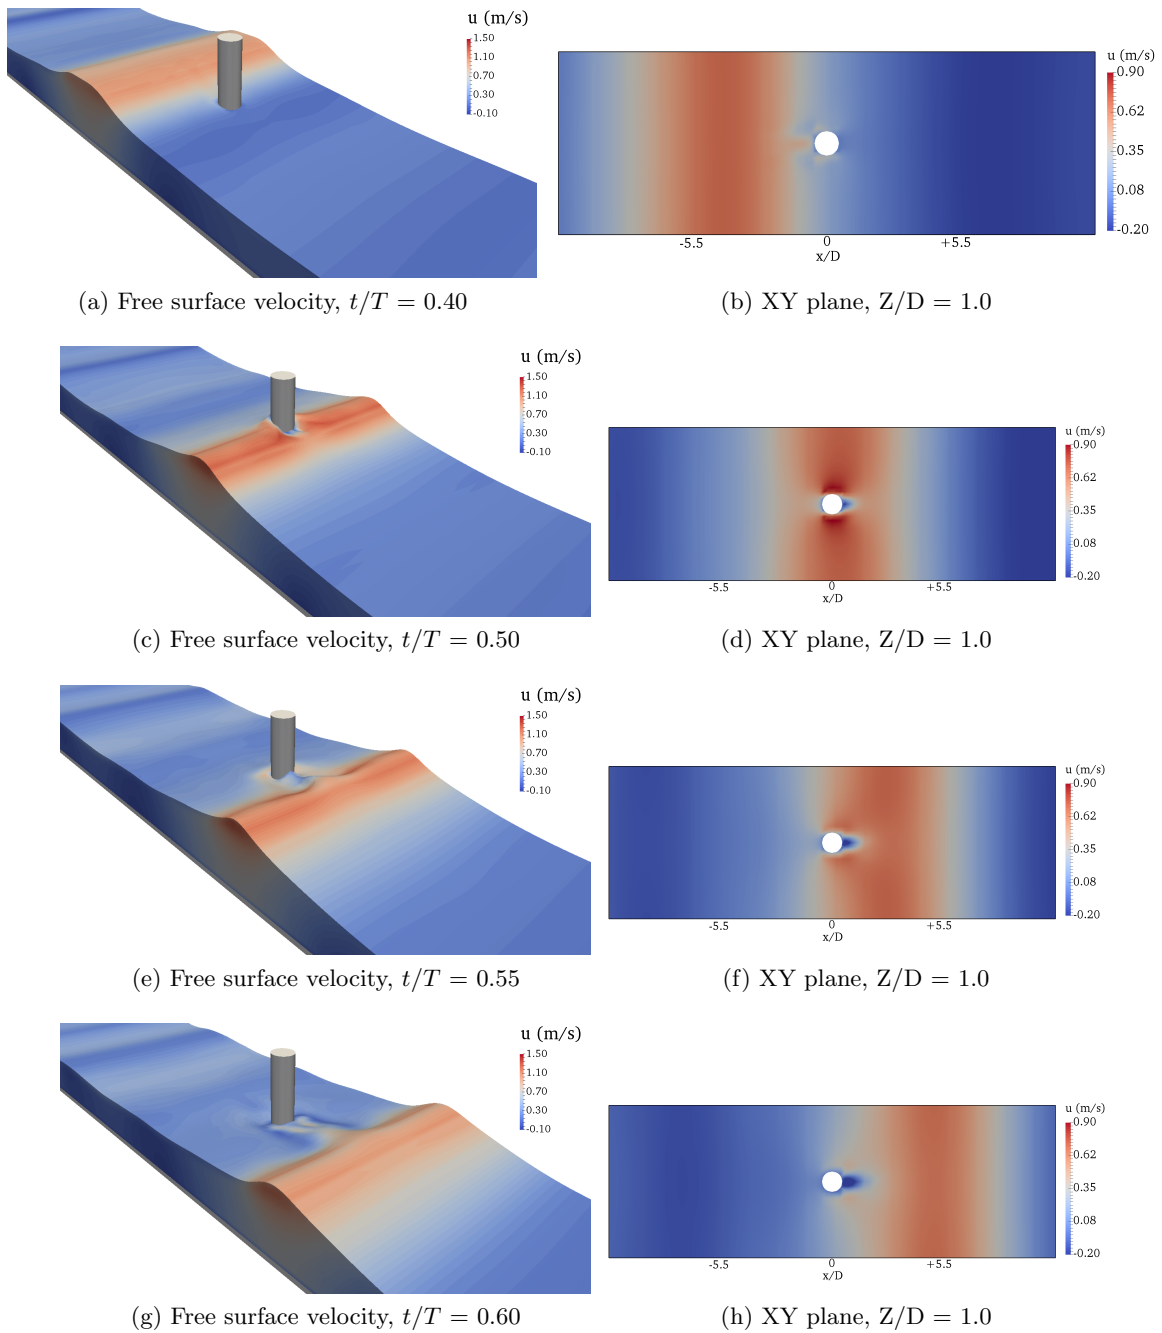 u (m/s)
1.50
1.10
0.70
0.30
-0.10
u (m/s)
0.90
0.62
0.35
0.08
-0.20
-5.5
0
+5.5
x/D
(a) Free surface velocity, t/T = 0.40
(b) XY plane, Z/D = 1.0
u (m/s)
1.50
1.10
0.70
0.30
-0.10
u (m/s)
0.90
0.62
0.35
0.08
-0.20
-5.5
0
+5.5
x/D
(c) Free surface velocity, t/T = 0.50
(d) XY plane, Z/D = 1.0
u (m/s)
1.50
1.10
0.70
0.30
-0.10
u (m/s)
0.90
0.62
0.35
0.08
-0.20
-5.5
0
+5.5
x/D
(e) Free surface velocity, t/T = 0.55
(f) XY plane, Z/D = 1.0
u (m/s)
1.50
1.10
0.70
0.30
-0.10
u (m/s)
0.90
0.62
0.35
0.08
-0.20
-5.5
0
+5.5
x/D
(g) Free surface velocity, t/T = 0.60
(h) XY plane, Z/D = 1.0